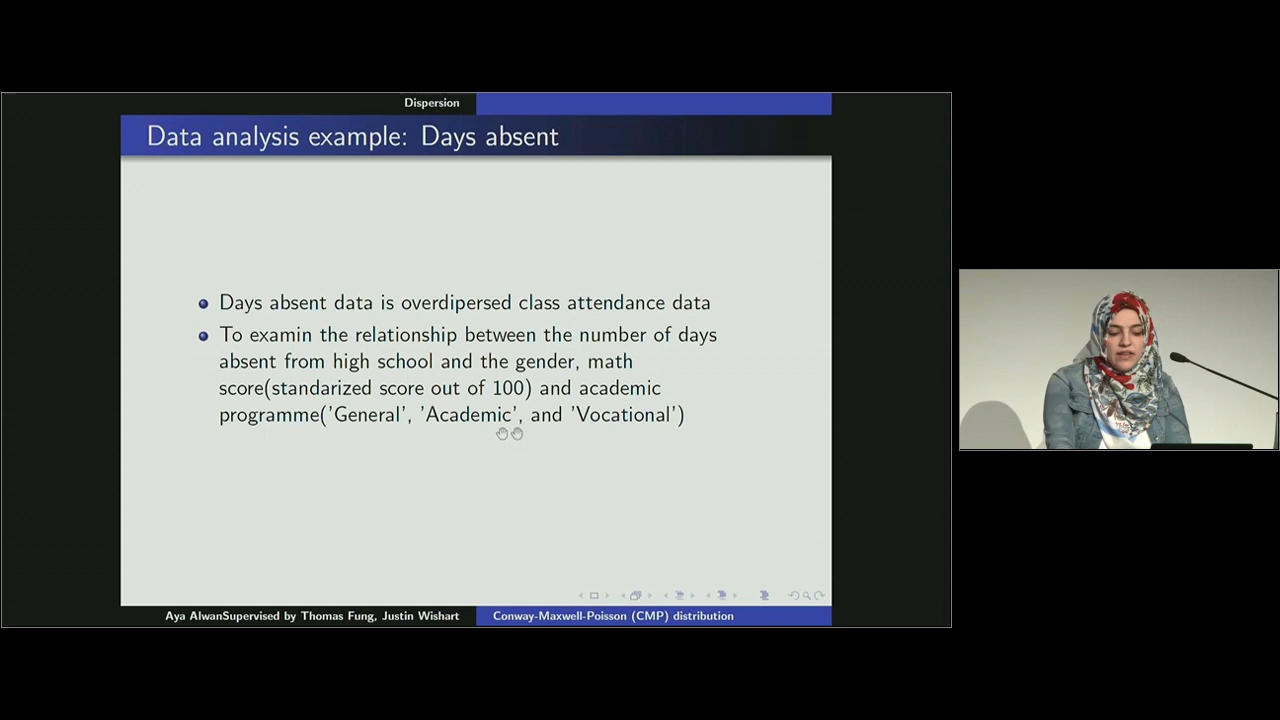 Dispersion
Data analysis example: Days absent
Days absent data is overdipersed class attendance data
To examin the relationship between the number of days
absent from high school and the gender, math
score(standarized score out of 100) and academic
programme('General', 'Academic', and 'Vocational')
Aya AlwanSupervised by Thomas Fung, Justin Wishart
Conway-Maxwell-Poisson (CMP) distribution